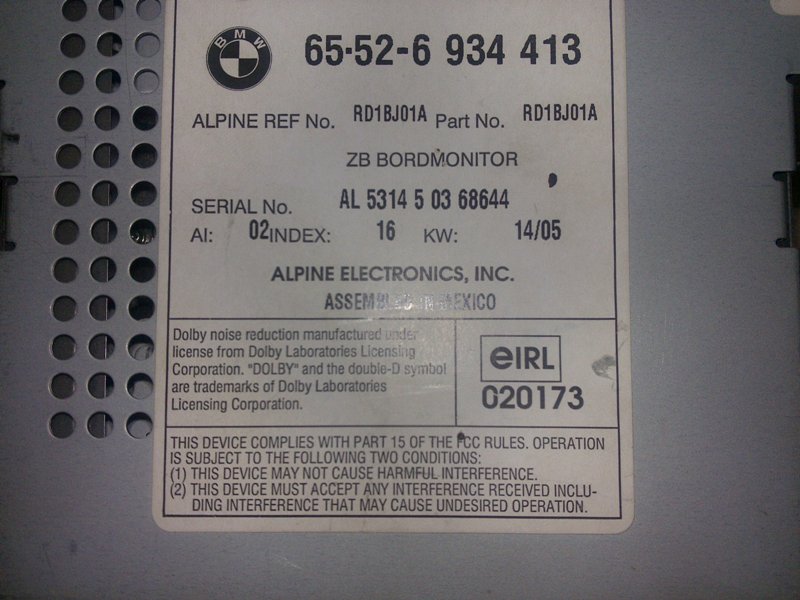 BMW
65-52-6 934 413
ALPINE REF No. RD1BJ01A Part No. RD1BJ01A
ZB BORDMONITOR
SERIAL No. AL 5314 5 03 68644
AI: 02 INDEX: 16 KW: 14/05
ALPINE ELECTRONICS, INC.
ASSEMBLED IN MEXICO
Dolby noise reduction manufactured under
license from Dolby Laboratories Licensing
Corporation. "DOLBY" and the double-D symbol
are trademarks of Dolby Laboratories
Licensing Corporation.
eIRL
020173
THIS DEVICE COMPLIES WITH PART 15 OF THE FCC RULES. OPERATION
IS SUBJECT TO THE FOLLOWING TWO CONDITIONS:
(1) THIS DEVICE MAY NOT CAUSE HARMFUL INTERFERENCE.
(2) THIS DEVICE MUST ACCEPT ANY INTERFERENCE RECEIVED INCLU-
DING INTERFERENCE THAT MAY CAUSE UNDESIRED OPERATION.